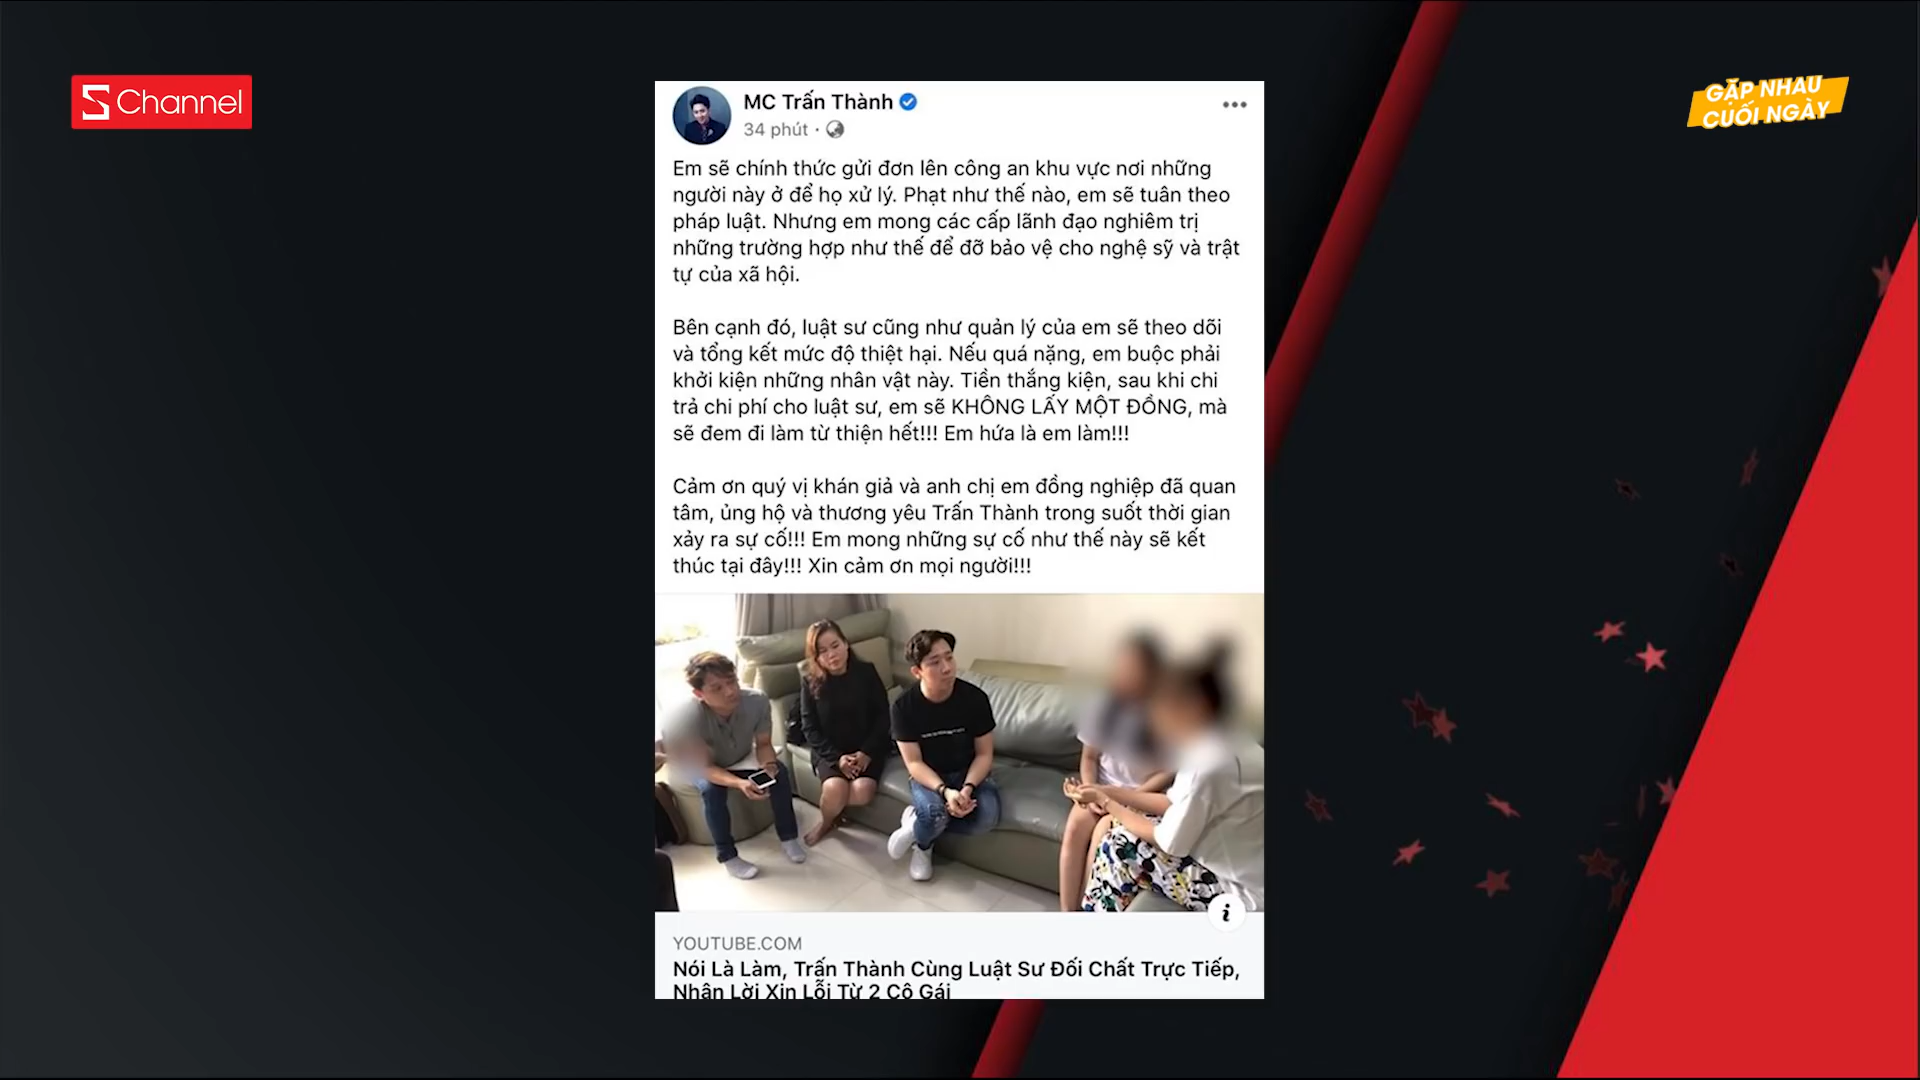 S Channel
GẶP NHAU
CUỐI NGÀY
MC Trấn Thành
34 phút ·
Em sẽ chính thức gửi đơn lên công an khu vực nơi những
người này ở để họ xử lý. Phạt như thế nào, em sẽ tuân theo
pháp luật. Nhưng em mong các cấp lãnh đạo nghiêm trị
những trường hợp như thế để đỡ bảo vệ cho nghệ sỹ và trật
tự của xã hội.
Bên cạnh đó, luật sư cũng như quản lý của em sẽ theo dõi
và tổng kết mức độ thiệt hại. Nếu quá nặng, em buộc phải
khởi kiện những nhân vật này. Tiền thắng kiện, sau khi chi
trả chi phí cho luật sư, em sẽ KHÔNG LẤY MỘT ĐỒNG, mà
sẽ đem đi làm từ thiện hết!!! Em hứa là em làm!!!
Cảm ơn quý vị khán giả và anh chị em đồng nghiệp đã quan
tâm, ủng hộ và thương yêu Trấn Thành trong suốt thời gian
xảy ra sự cố!!! Em mong những sự cố như thế này sẽ kết
thúc tại đây!!! Xin cảm ơn mọi người!!!
YOUTUBE.COM
Nói Là Làm, Trấn Thành Cùng Luật Sư Đối Chất Trực Tiếp,
Nhận Lời Xin Lỗi Từ 2 Cô Gái